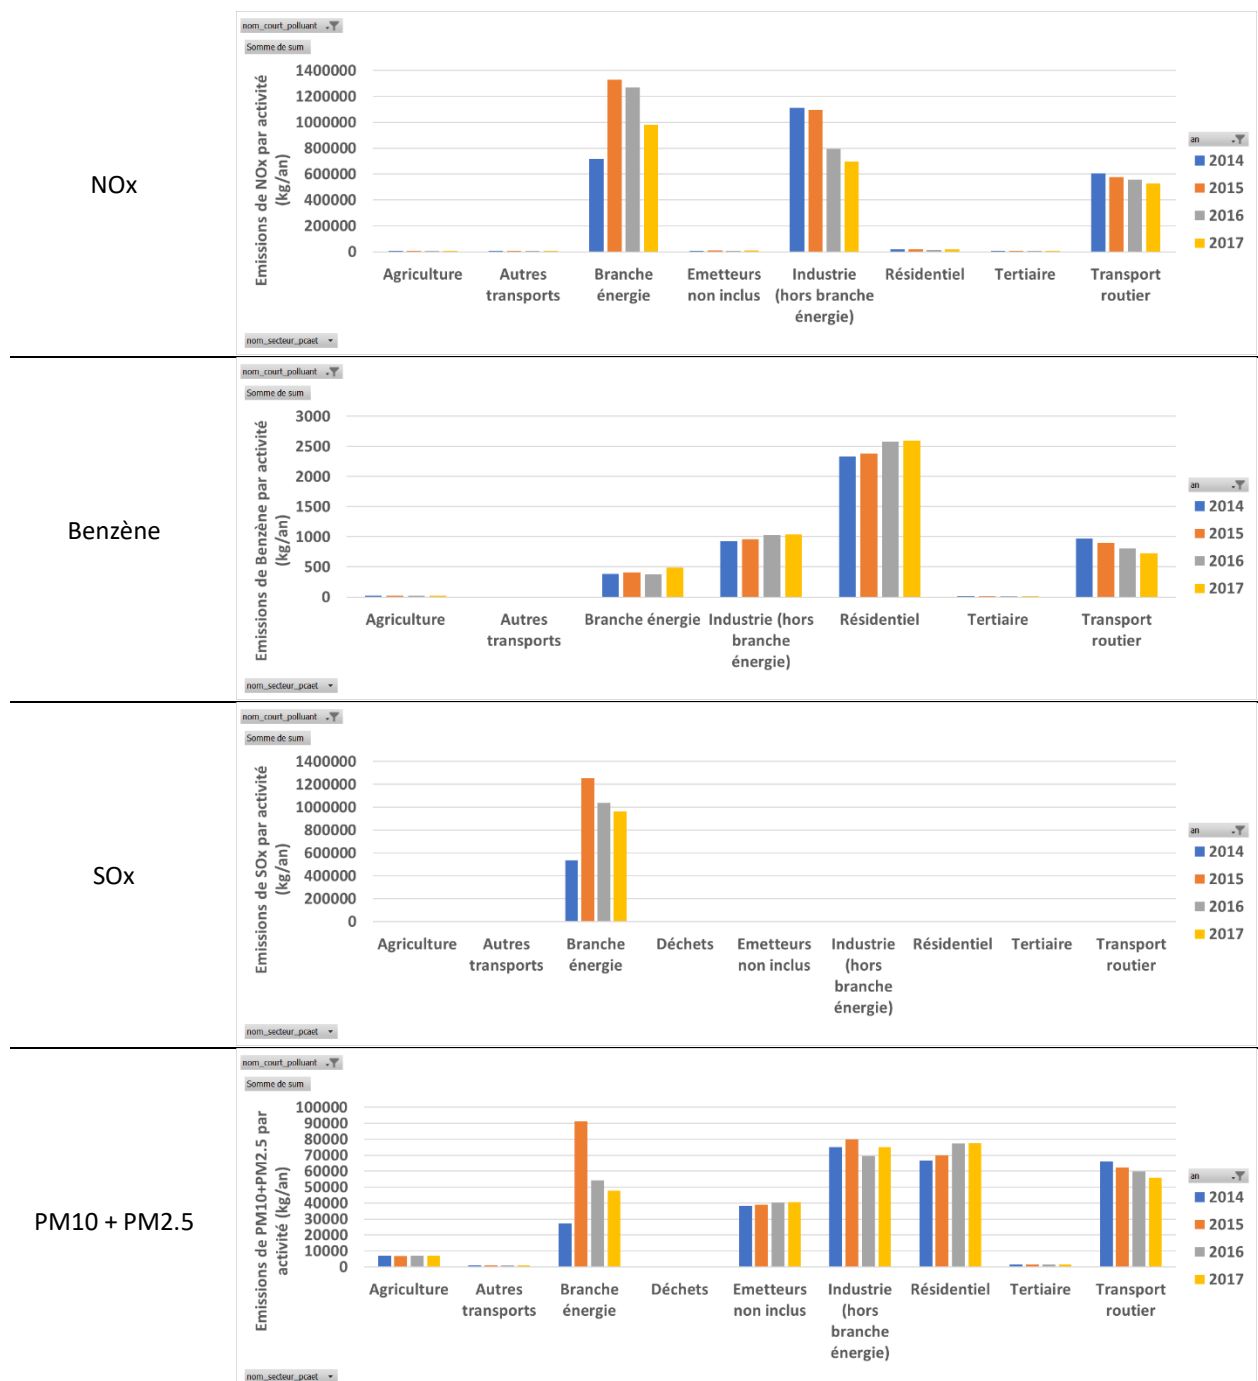 NOx
nom_court_polluant
Somme de sum
Emissions de NOx par activité
(kg/an)
1400000
1200000
1000000
800000
600000
400000
200000
0
Agriculture
Autres
transports
Branche
énergie
Emetteurs
non inclus
Industrie
(hors branche
énergie)
Résidentiel
Tertiaire
Transport
routier
an
2014
2015
2016
2017
nom_secteur_pcaet
Benzène
nom_court_polluant
Somme de sum
Emissions de Benzène par activité
(kg/an)
3000
2500
2000
1500
1000
500
0
Agriculture
Autres
transports
Branche énergie
Industrie (hors
branche
énergie)
Résidentiel
Tertiaire
Transport
routier
an
2014
2015
2016
2017
nom_secteur_pcaet
SOx
nom_court_polluant
Somme de sum
Emissions de SOx par activité
(kg/an)
1400000
1200000
1000000
800000
600000
400000
200000
0
Agriculture
Autres
transports
Branche
énergie
Déchets
Emetteurs
non inclus
Industrie
(hors
branche
énergie)
Résidentiel
Tertiaire
Transport
routier
an
2014
2015
2016
2017
nom_secteur_pcaet
PM10 + PM2.5
nom_court_polluant
Somme de sum
Emissions de PM10+PM2.5 par
activité (kg/an)
100000
90000
80000
70000
60000
50000
40000
30000
20000
10000
0
Agriculture
Autres
transports
Branche
énergie
Déchets
Emetteurs
non inclus
Industrie
(hors
branche
énergie)
Résidentiel
Tertiaire
Transport
routier
an
2014
2015
2016
2017
nom_secteur_pcaet